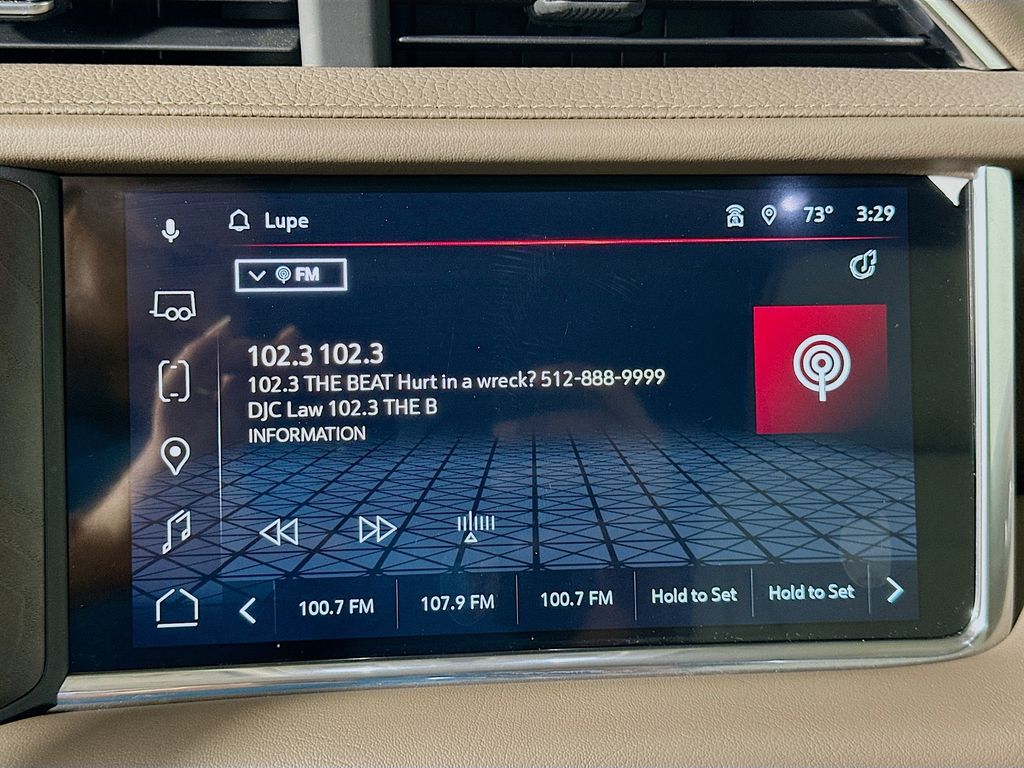 Lupe
73° 3:29
FM
102.3 102.3
102.3 THE BEAT Hurt in a wreck? 512-888-9999
DJC Law 102.3 THE B
INFORMATION
100.7 FM 107.9 FM 100.7 FM Hold to Set Hold to Set